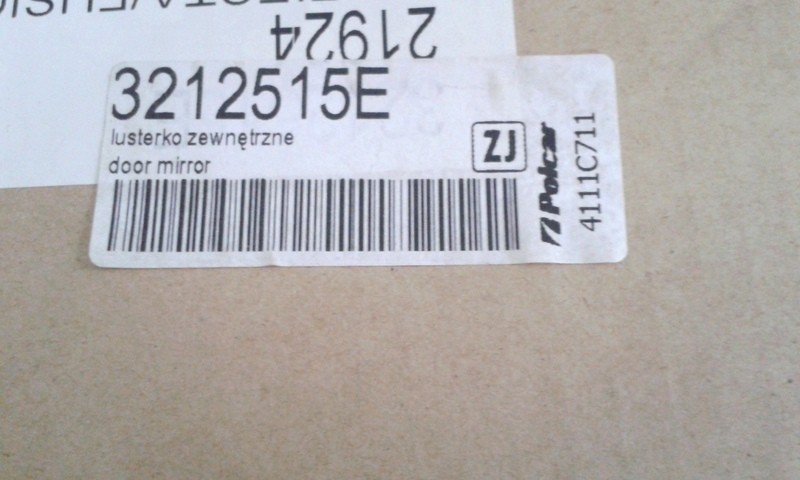 21924
3212515E
lusterko zewnętrzne
door mirror
ZJ
Polcar
4111C711